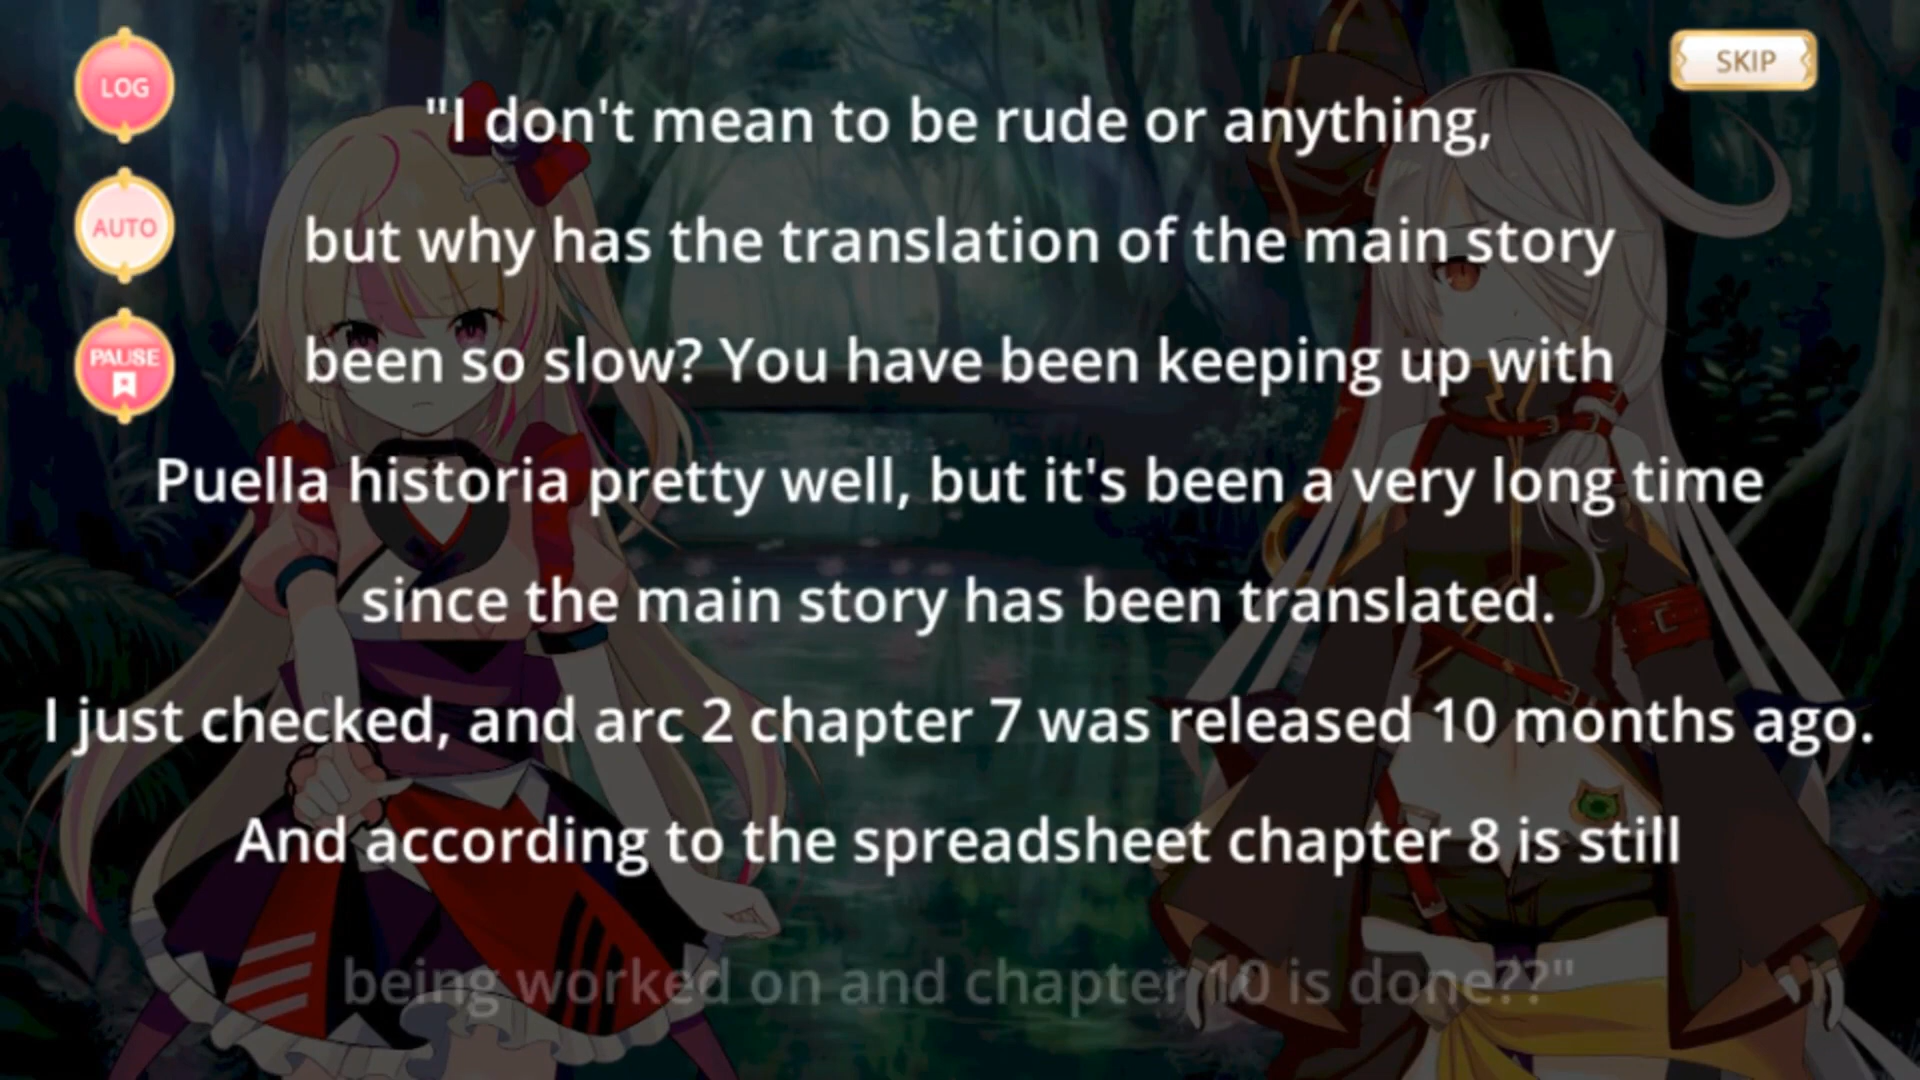 LOG
SKIP
"I don't mean to be rude or anything,
AUTO
but why has the translation of the main story
PAUSE
been so slow? You have been keeping up with
Puella historia pretty well, but it's been a very long time
since the main story has been translated.
I just checked, and arc 2 chapter 7 was released 10 months ago.
And according to the spreadsheet chapter 8 is still
being worked on and chapter 10 is done??"